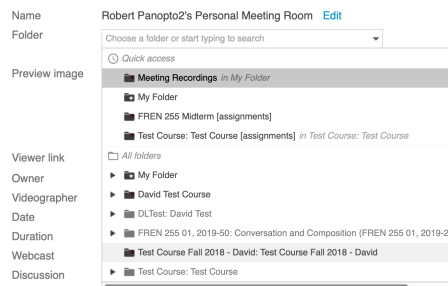 Name Robert Panopto2's Personal Meeting Room Edit
Folder Choose a folder or start typing to search
Quick access
Preview image Meeting Recordings in My Folder
My Folder
FREN 255 Midterm [assignments]
Test Course: Test Course [assignments] in Test Course: Test Course
Viewer link All folders
Owner My Folder
Videographer David Test Course
Date DLTest: David Test
Duration FREN 255 01, 2019-50: Conversation and Composition (FREN 255 01, 2019-2
Webcast Test Course Fall 2018 - David: Test Course Fall 2018 - David
Discussion Test Course: Test Course